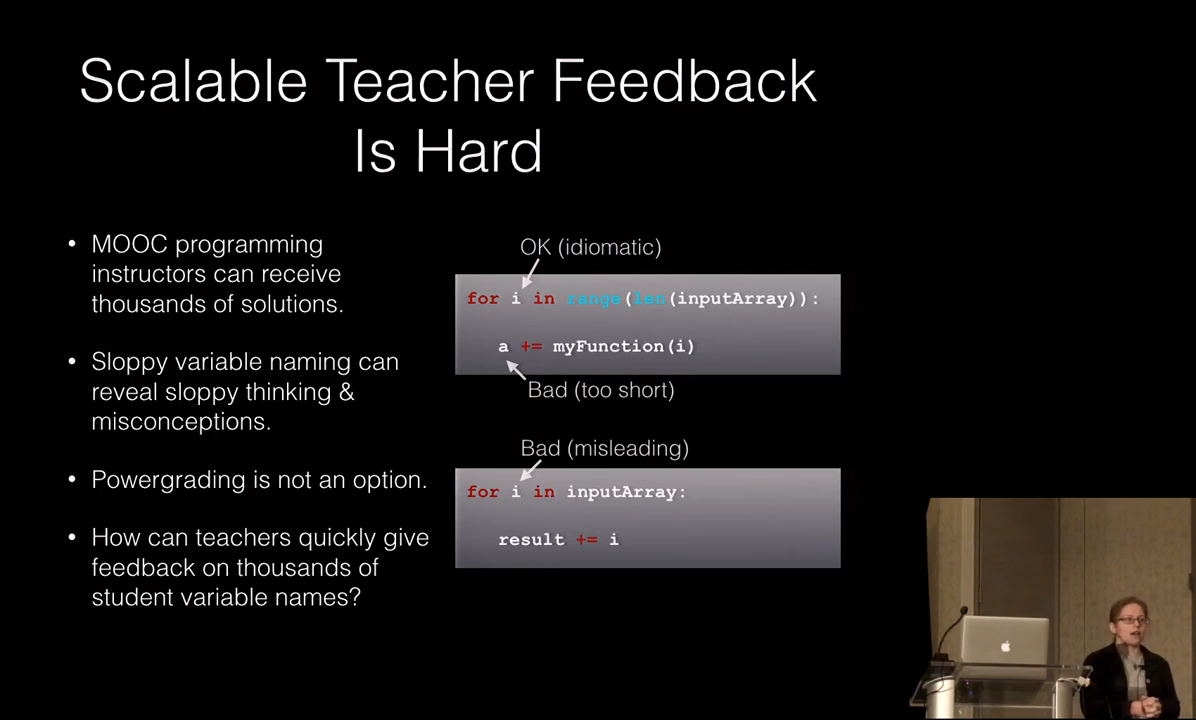 Scalable Teacher Feedback
Is Hard
• MOOC programming
instructors can receive
thousands of solutions.
• Sloppy variable naming can
reveal sloppy thinking &
misconceptions.
• Powergrading is not an option.
• How can teachers quickly give
feedback on thousands of
student variable names?
OK (idiomatic)
for i in range(len(inputArray)):
a += myFunction(i)
Bad (too short)
Bad (misleading)
for i in inputArray:
result += i